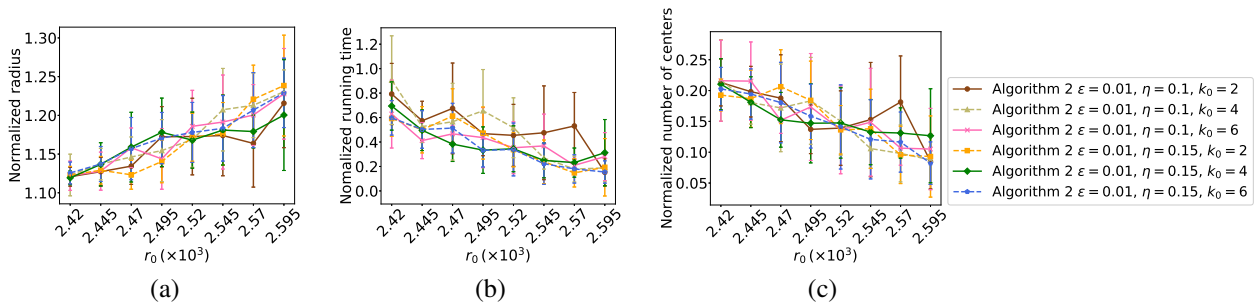 Normalized radius
1.30
1.25
1.20
1.15
1.10
2.42
2.445
2.47
2.495
2.52
2.545
2.57
2.595
r₀ (×10³)
(a)
Nomalized running time
1.2
1.0
0.8
0.6
0.4
0.2
0.0
2.42
2.445
2.47
2.495
2.52
2.545
2.57
2.595
r₀ (×10³)
(b)
Normalized number of centers
0.25
0.20
0.15
0.10
0.05
2.42
2.445
2.47
2.495
2.52
2.545
2.57
2.595
r₀ (×10³)
(c)
Algorithm 2 ε = 0.01, η = 0.1, k₀ = 2
Algorithm 2 ε = 0.01, η = 0.1, k₀ = 4
Algorithm 2 ε = 0.01, η = 0.1, k₀ = 6
Algorithm 2 ε = 0.01, η = 0.15, k₀ = 2
Algorithm 2 ε = 0.01, η = 0.15, k₀ = 4
Algorithm 2 ε = 0.01, η = 0.15, k₀ = 6